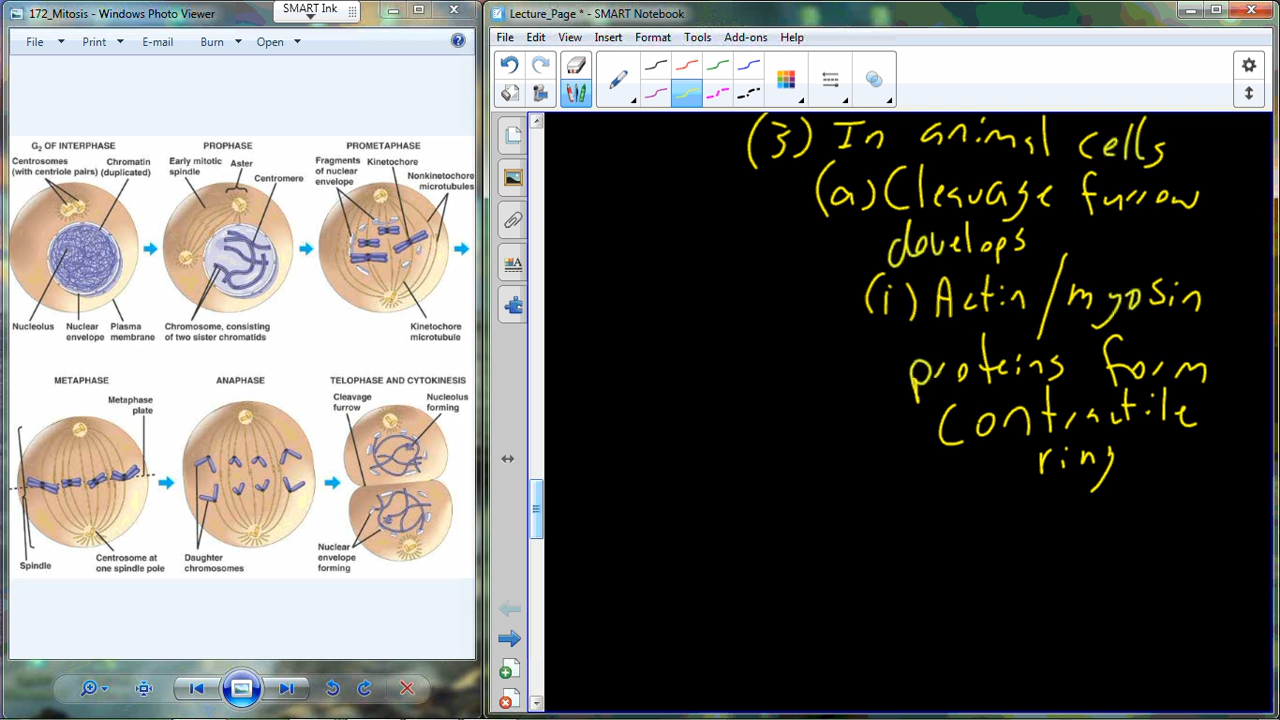 172_Mitosis - Windows Photo Viewer
SMART Ink
File Print E-mail Burn Open
G2 OF INTERPHASE
PROPHASE
PROMETAPHASE
Centrosomes
(with centriole pairs)
Chromatin
(duplicated)
Early mitotic
spindle
Aster
Centromere
Fragments
of nuclear
envelope
Kinetochore
Nonkinetochore
microtubules
Nucleolus
Nuclear
envelope
Plasma
membrane
Chromosome, consisting
of two sister chromatids
Kinetochore
microtubule
METAPHASE
ANAPHASE
TELOPHASE AND CYTOKINESIS
Metaphase
plate
Cleavage
furrow
Nucleolus
forming
Spindle
Centrosome at
one spindle pole
Daughter
chromosomes
Nuclear
envelope
forming
Lecture_Page * - SMART Notebook
File Edit View Insert Format Tools Add-ons Help
(3) In animal cells
(a) Cleavage furrow
develops
(i) Actin/myosin
proteins form
contractile
ring